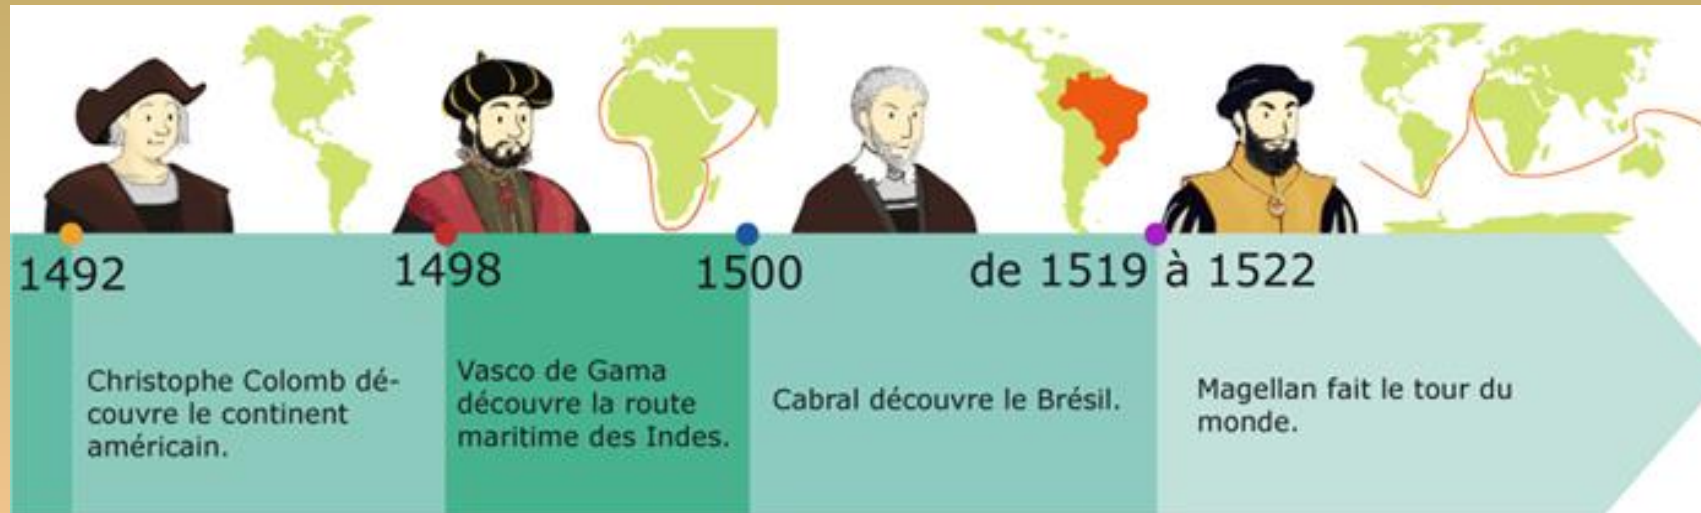 1492
1498
1500
de 1519 à 1522
Christophe Colomb dé-
couvre le continent
américain.
Vasco de Gama
découvre la route
maritime des Indes.
Cabral découvre le Brésil.
Magellan fait le tour du
monde.